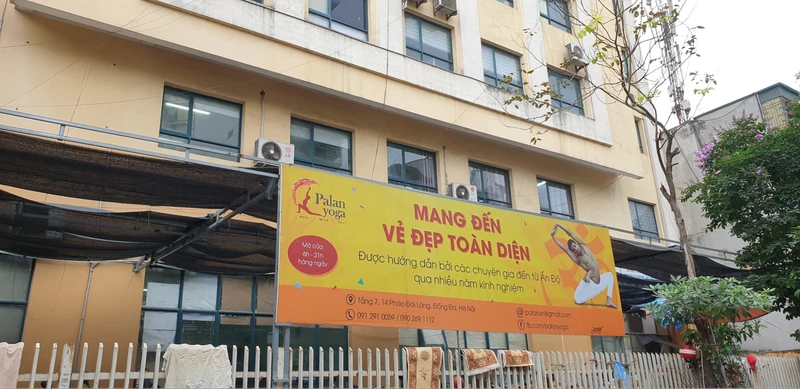 Palan
yoga
MANG ĐẾN
VẺ ĐẸP TOÀN DIỆN
Mở cửa
6h - 21h
hàng ngày
Được hướng dẫn bởi các chuyên gia đến từ Ấn Độ
qua nhiều năm kinh nghiệm
Tầng 7, 14 Pháo Đài Láng, Đống Đa, Hà Nội
091 291 0059 / 090 269 1112
palanvn@gmail.com
fb.com/palanyoga